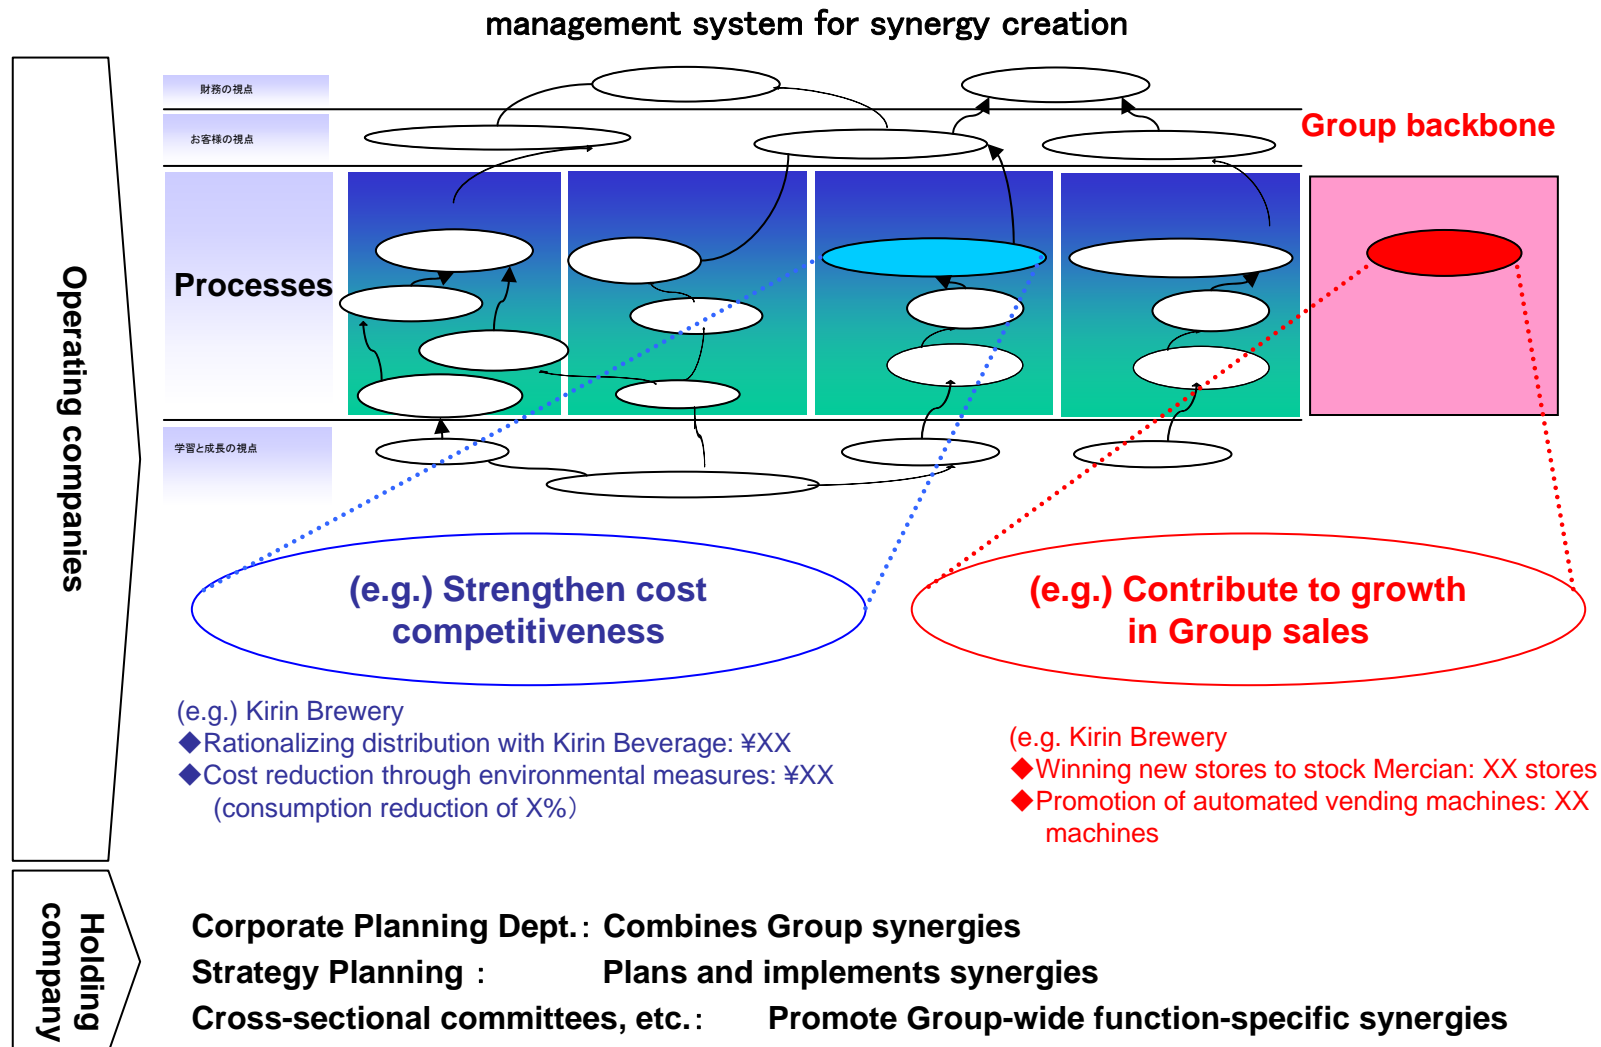 management system for synergy creation
財務の視点
お客様の視点
Group backbone
Processes
学習と成長の視点
Operating companies
(e.g.) Strengthen cost
competitiveness
(e.g.) Contribute to growth
in Group sales
(e.g.) Kirin Brewery
◆Rationalizing distribution with Kirin Beverage: ¥XX
◆Cost reduction through environmental measures: ¥XX
(consumption reduction of X%）
(e.g. Kirin Brewery
◆Winning new stores to stock Mercian: XX stores
◆Promotion of automated vending machines: XX
machines
Holding
company
Corporate Planning Dept.： Combines Group synergies
Strategy Planning ： Plans and implements synergies
Cross-sectional committees, etc.： Promote Group-wide function-specific synergies